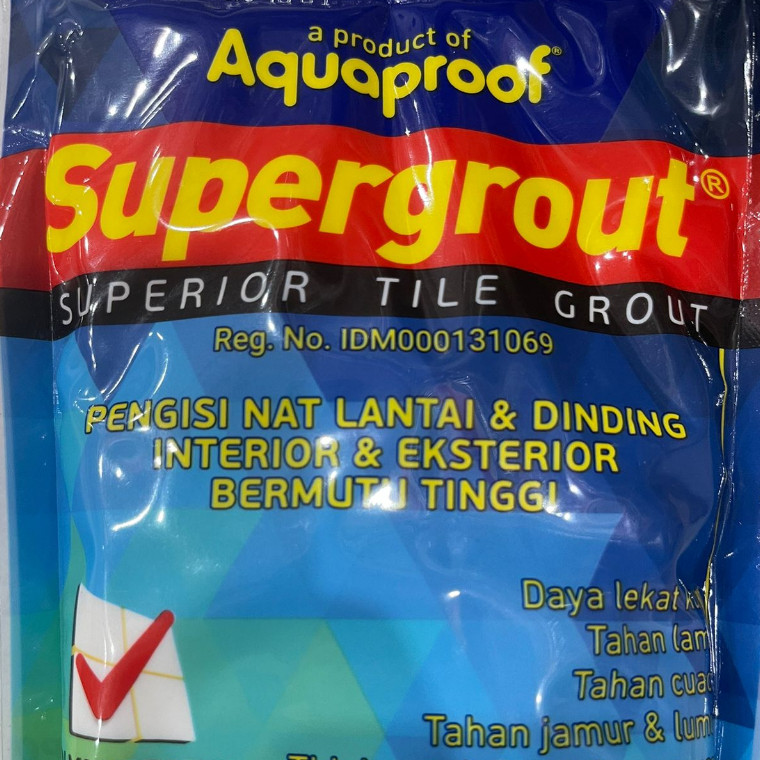 a product of
Aquaproof®
Supergrout®
SUPERIOR TILE GROUT
Reg. No. IDM000131069
PENGISI NAT LANTAI & DINDING
INTERIOR & EKSTERIOR
BERMUTU TINGGI
Daya lekat
Tahan
Tahan
Tahan jamur &